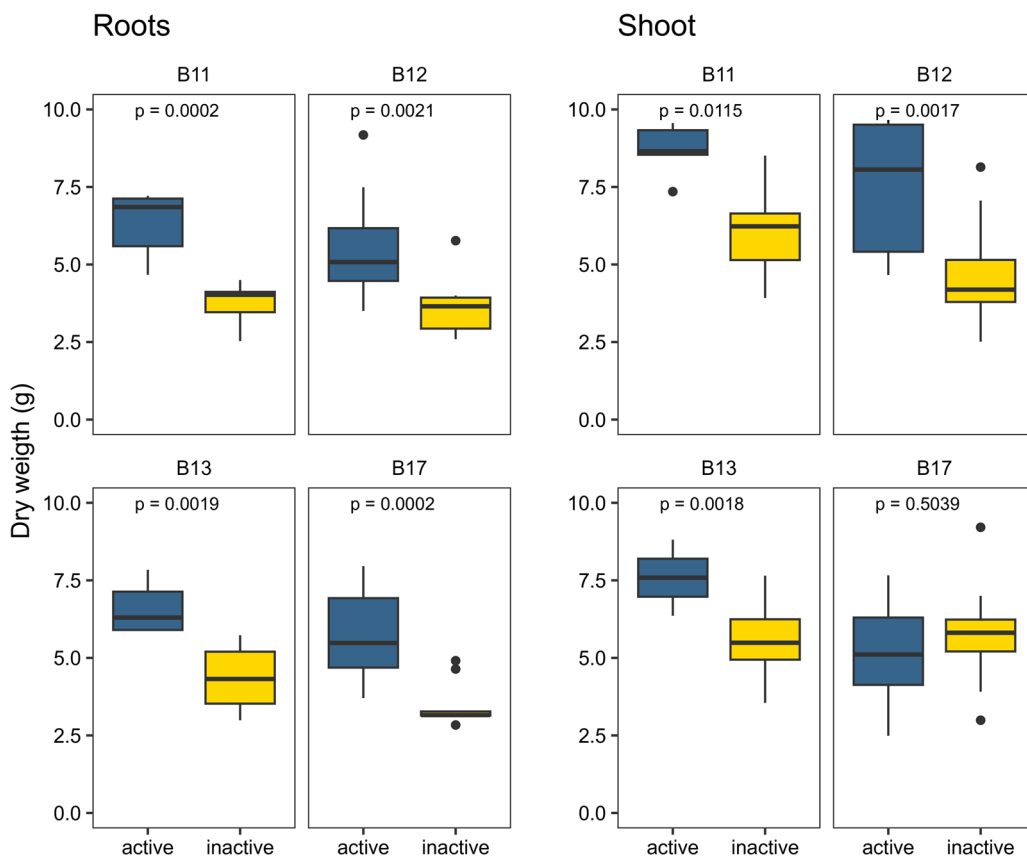 Roots
Shoot
B11
B12
B11
B12
p = 0.0002
p = 0.0021
p = 0.0115
p = 0.0017
10.0
7.5
5.0
2.5
0.0
10.0
7.5
5.0
2.5
0.0
Dry weigth (g)
B13
B17
B13
B17
p = 0.0019
p = 0.0002
p = 0.0018
p = 0.5039
10.0
7.5
5.0
2.5
0.0
10.0
7.5
5.0
2.5
0.0
active
inactive
active
inactive
active
inactive
active
inactive